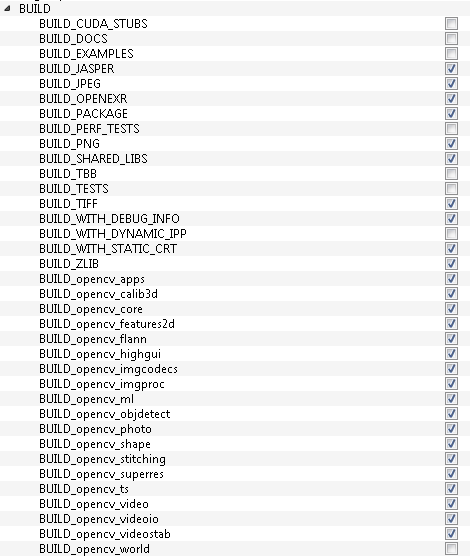 BUILD
BUILD_CUDA_STUBS
BUILD_DOCS
BUILD_EXAMPLES
BUILD_JASPER
BUILD_JPEG
BUILD_OPENEXR
BUILD_PACKAGE
BUILD_PERF_TESTS
BUILD_PNG
BUILD_SHARED_LIBS
BUILD_TBB
BUILD_TESTS
BUILD_TIFF
BUILD_WITH_DEBUG_INFO
BUILD_WITH_DYNAMIC_IPP
BUILD_WITH_STATIC_CRT
BUILD_ZLIB
BUILD_opencv_apps
BUILD_opencv_calib3d
BUILD_opencv_core
BUILD_opencv_features2d
BUILD_opencv_flann
BUILD_opencv_highgui
BUILD_opencv_imgcodecs
BUILD_opencv_imgproc
BUILD_opencv_ml
BUILD_opencv_objdetect
BUILD_opencv_photo
BUILD_opencv_shape
BUILD_opencv_stitching
BUILD_opencv_superres
BUILD_opencv_ts
BUILD_opencv_video
BUILD_opencv_videoio
BUILD_opencv_videostab
BUILD_opencv_world